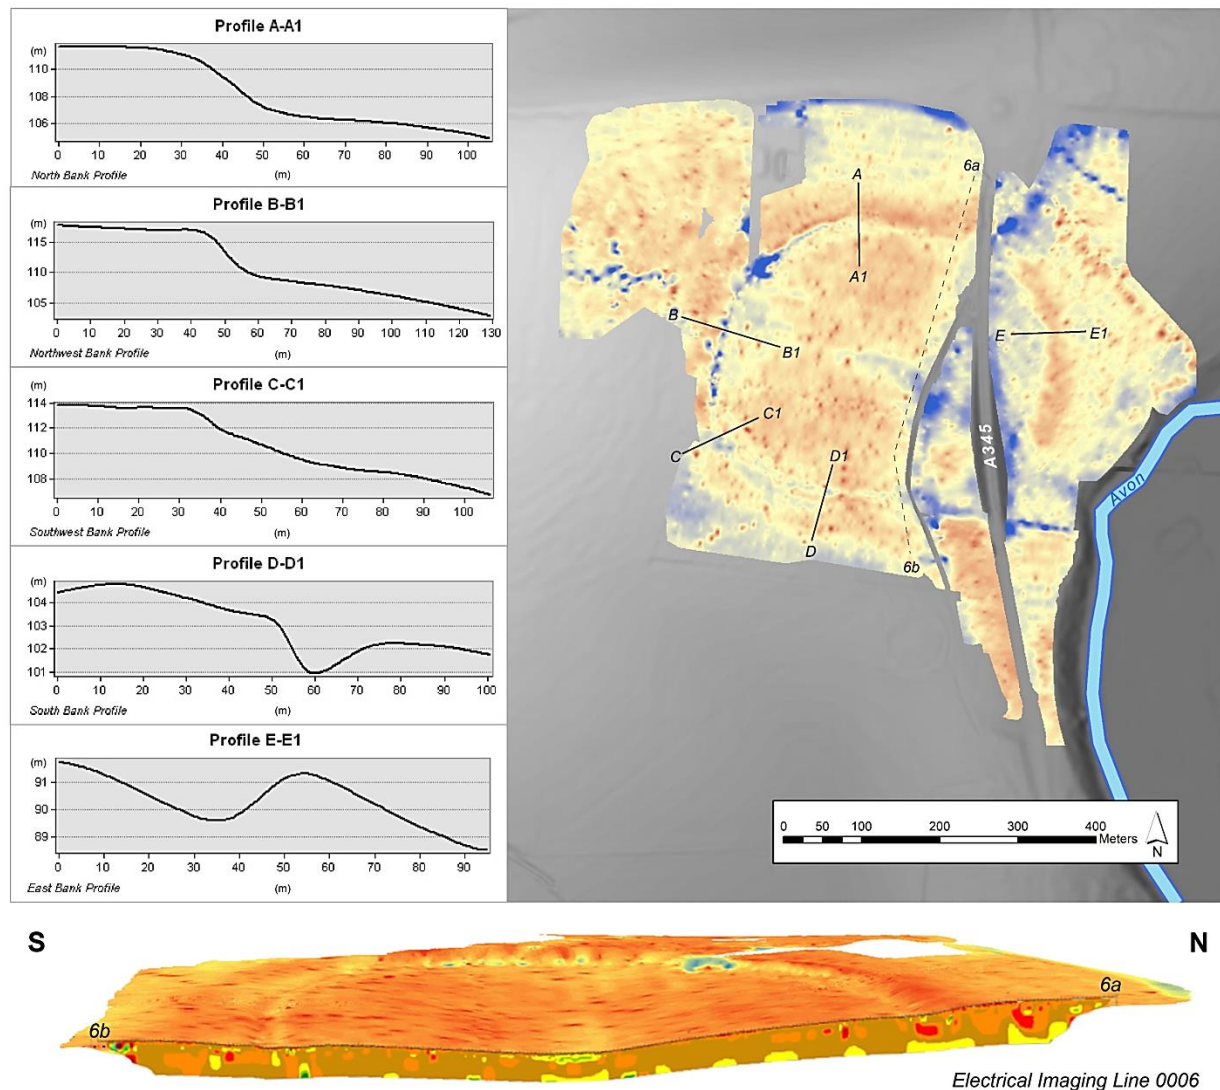 Profile A-A1
(m)
110
108
106
0 10 20 30 40 50 60 70 80 90 100
North Bank Profile (m)
Profile B-B1
(m)
115
110
105
0 10 20 30 40 50 60 70 80 90 100 110 120 130
Northwest Bank Profile (m)
Profile C-C1
(m)
114
112
110
108
0 10 20 30 40 50 60 70 80 90 100
Southwest Bank Profile (m)
Profile D-D1
(m)
104
103
102
101
0 10 20 30 40 50 60 70 80 90 100
South Bank Profile (m)
Profile E-E1
(m)
91
90
89
0 10 20 30 40 50 60 70 80 90
East Bank Profile (m)
6a
A
A1
B
B1
E E1
C1
C
D1
D
6b
A345
Avon
0 50 100 200 300 400
Meters
N
S N
6a
6b
Electrical Imaging Line 0006